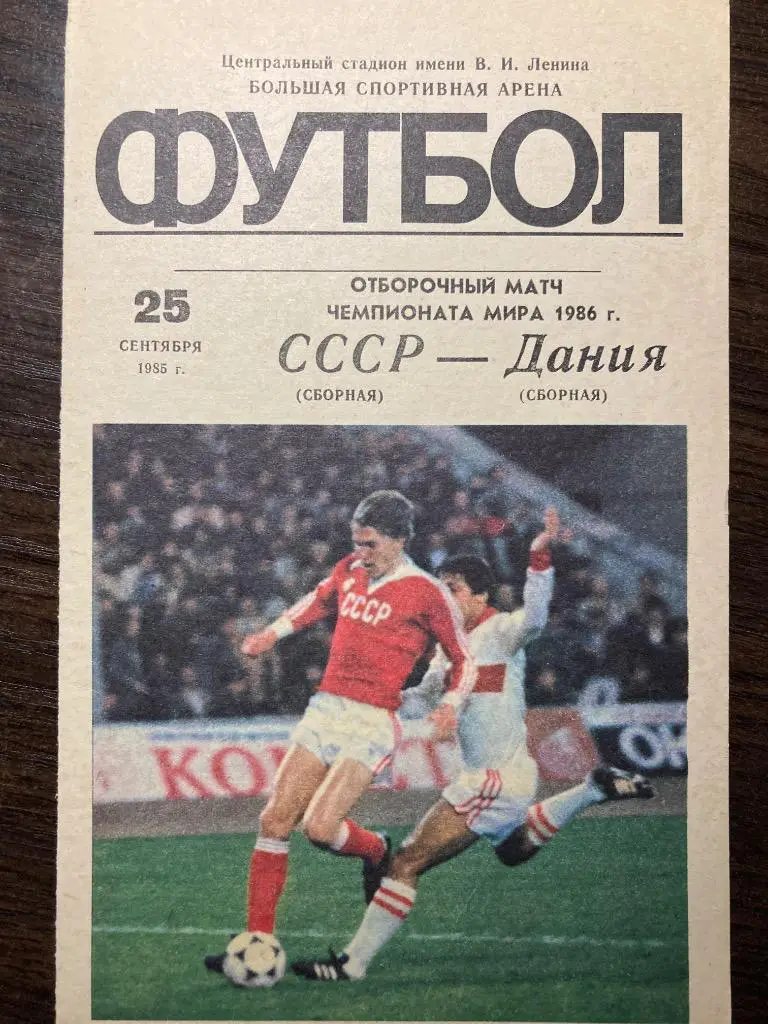 Центральный стадион имени В. И. Ленина
БОЛЬШАЯ СПОРТИВНАЯ АРЕНА
ФУТБОЛ
25
СЕНТЯБРЯ
1985 г.
ОТБОРОЧНЫЙ МАТЧ
ЧЕМПИОНАТА МИРА 1986 г.
СССР — Дания
(СБОРНАЯ) (СБОРНАЯ)
СССР